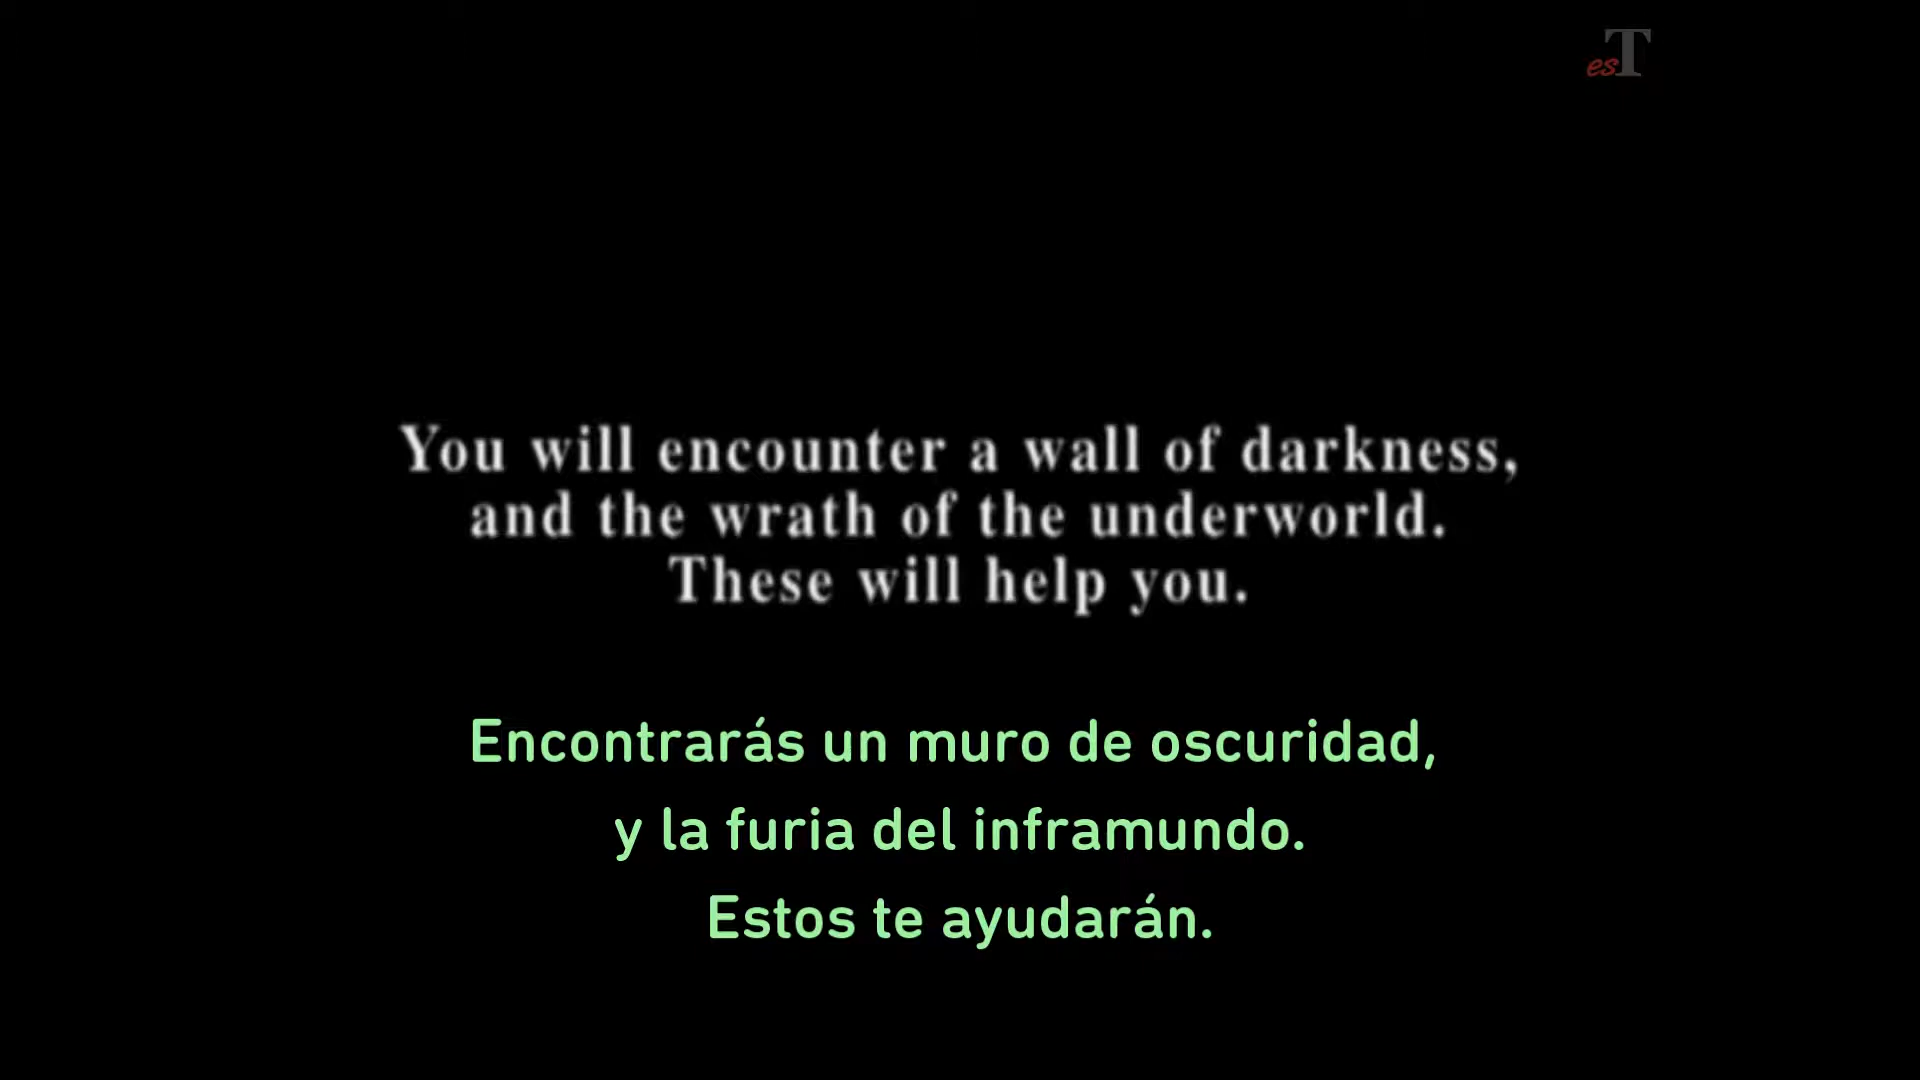 esT
You will encounter a wall of darkness,
and the wrath of the underworld.
These will help you.
Encontrarás un muro de oscuridad,
y la furia del inframundo.
Estos te ayudarán.